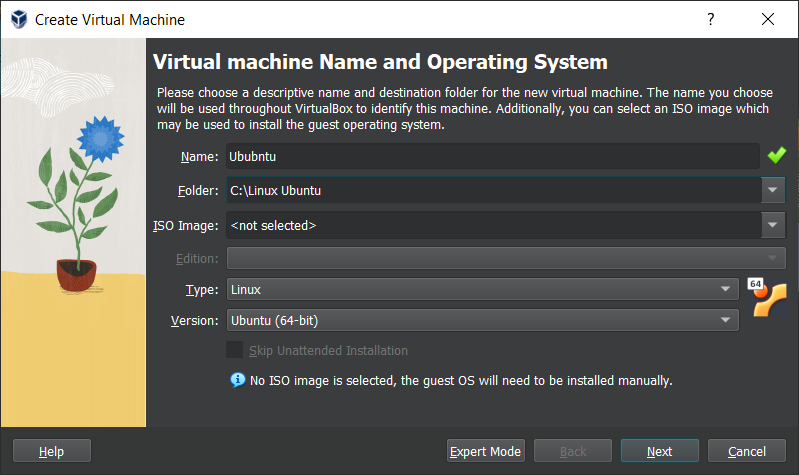 Create Virtual Machine
?
Virtual machine Name and Operating System
Please choose a descriptive name and destination folder for the new virtual machine. The name you choose
will be used throughout VirtualBox to identify this machine. Additionally, you can select an ISO image which
may be used to install the guest operating system.
Name: Ububntu
Folder: C:\Linux Ubuntu
ISO Image: <not selected>
Edition:
Type: Linux
64
Version: Ubuntu (64-bit)
Skip Unattended Installation
No ISO image is selected, the guest OS will need to be installed manually.
Help Expert Mode Back Next Cancel